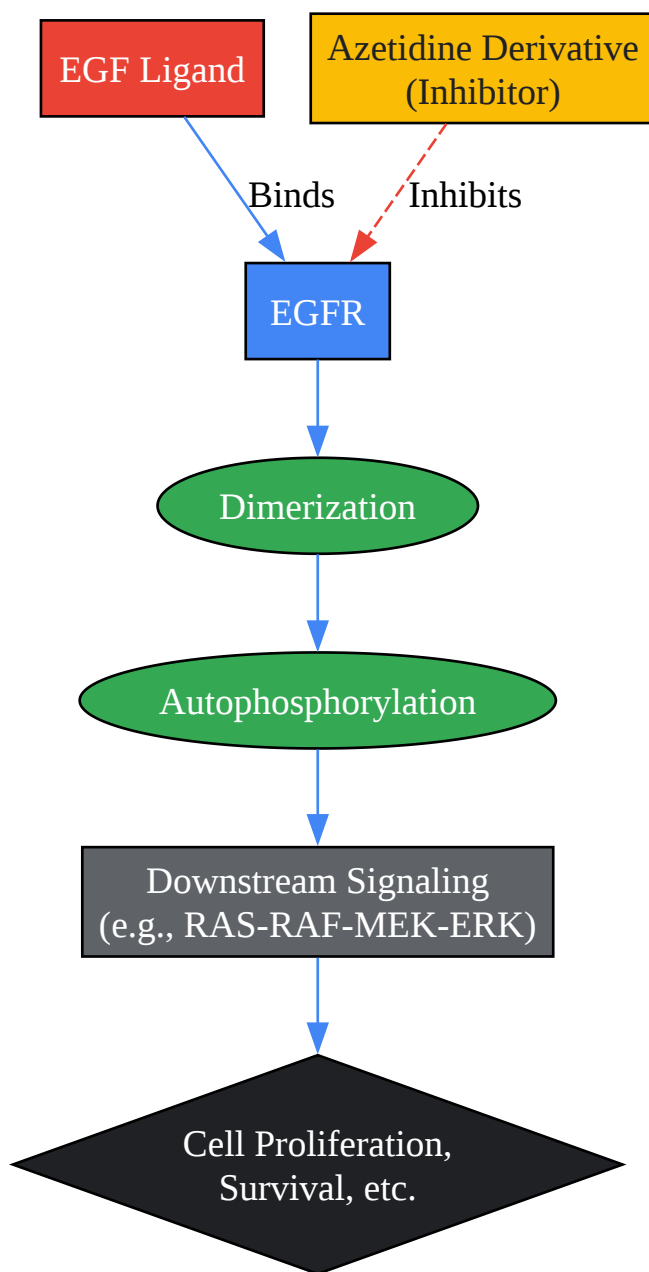 EGF Ligand
Azetidine Derivative
(Inhibitor)
Binds
Inhibits
EGFR
Dimerization
Autophosphorylation
Downstream Signaling
(e.g., RAS-RAF-MEK-ERK)
Cell Proliferation,
Survival, etc.